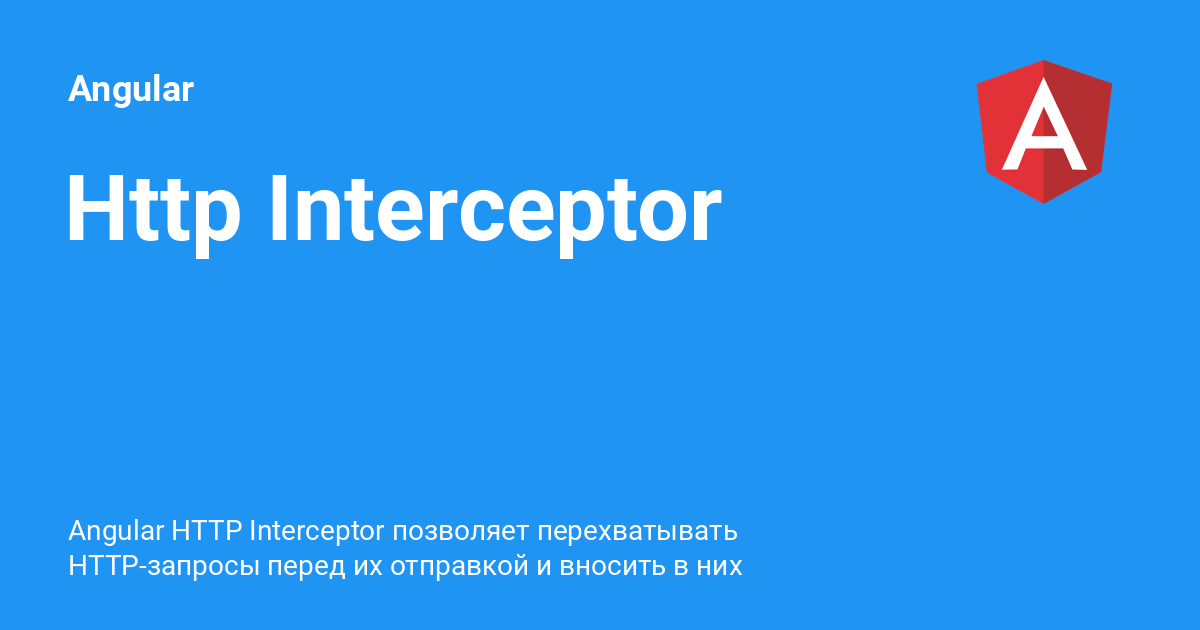 Angular
Http Interceptor
Angular HTTP Interceptor позволяет перехватывать
HTTP-запросы перед их отправкой и вносить в них